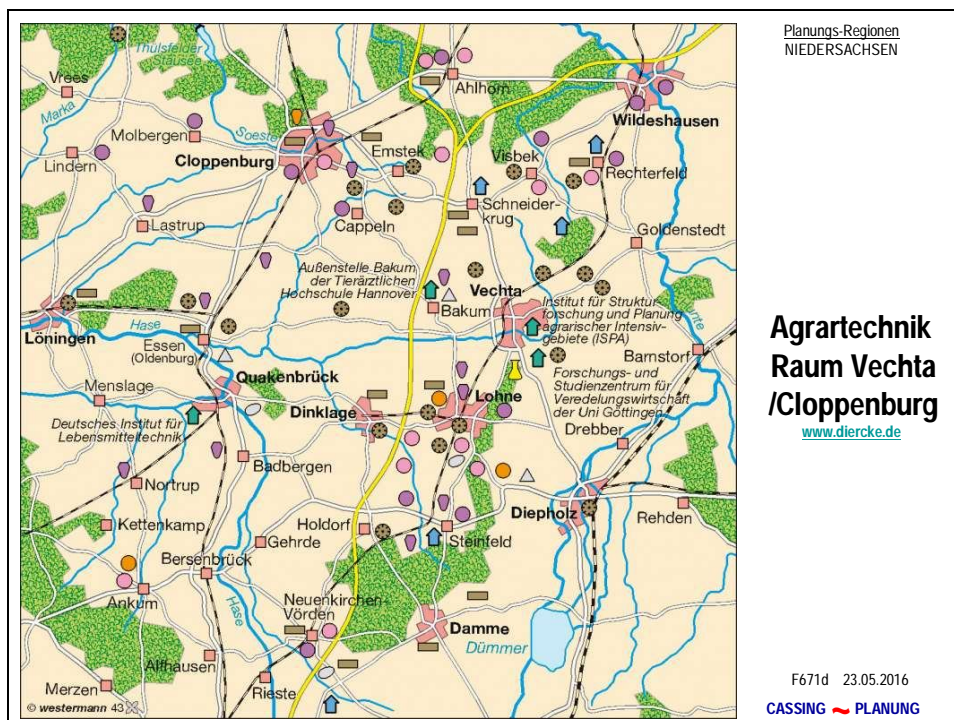 Planungs-Regionen
NIEDERSACHSEN
Agrartechnik
Raum Vechta
/Cloppenburg
www.diercke.de
F671d 23.05.2016
CASSING ~ PLANUNG
Thülsfelder
Stausee
Vrees
Marka
Ahlhorn
Wildeshausen
Molbergen
Soeste
Cloppenburg
Emstek
Visbek
Rechterfeld
Lindern
Schneider-
krug
Lastrup
Cappeln
Goldenstedt
Außenstelle Bakum
der Tierärztlichen
Hochschule Hannover
Vechta
Bakum
Institut für Struktur-
forschung und Planung
agrarischer Intensiv-
gebiete (ISPA)
Löningen
Hase
Essen
(Oldenburg)
Barnstorf
Menslage
Quakenbrück
Dinklage
Lohne
Forschungs- und
Studienzentrum für
Veredelungswirtschaft
der Uni Göttingen
Deutsches Institut für
Lebensmitteltechnik
Drebber
Badbergen
Nortrup
Diepholz
Rehden
Kettenkamp
Holdorf
Steinfeld
Gehrde
Bersenbrück
Ankum
Hase
Neuenkirchen-
Vörden
Damme
Dümmer
Alfhausen
Merzen
Rieste
© westermann 43